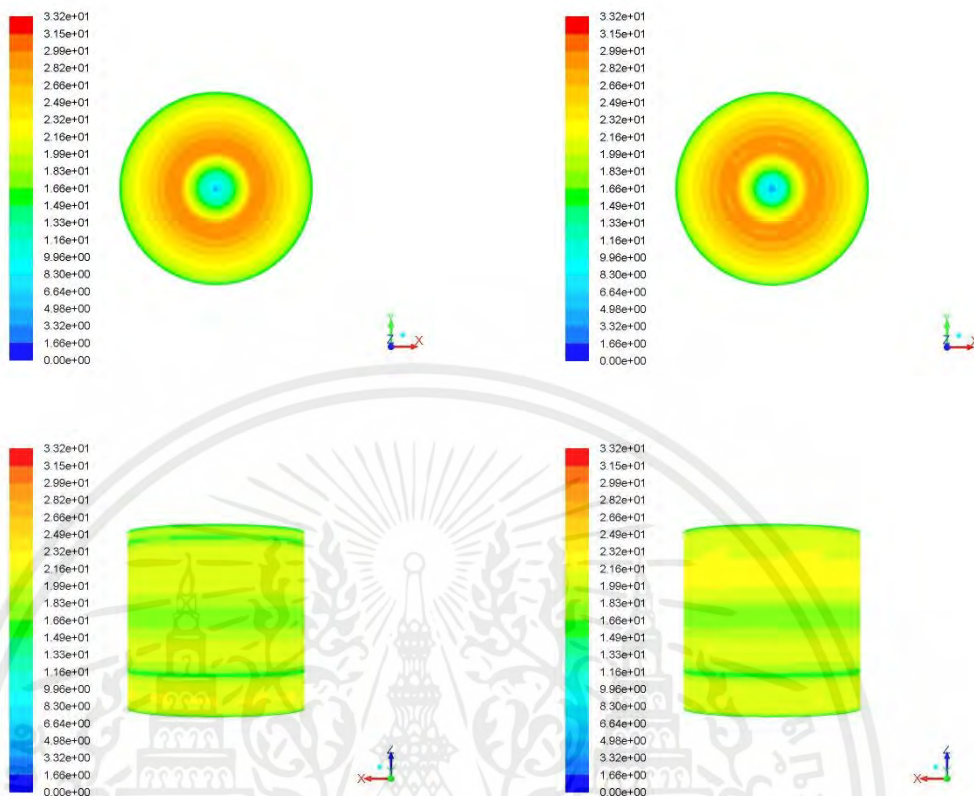 3.32e+01
3.15e+01
2.99e+01
2.82e+01
2.66e+01
2.49e+01
2.32e+01
2.16e+01
1.99e+01
1.83e+01
1.66e+01
1.49e+01
1.33e+01
1.16e+01
9.96e+00
8.30e+00
6.64e+00
4.98e+00
3.32e+00
1.66e+00
0.00e+00
Y
Z
X
3.32e+01
3.15e+01
2.99e+01
2.82e+01
2.66e+01
2.49e+01
2.32e+01
2.16e+01
1.99e+01
1.83e+01
1.66e+01
1.49e+01
1.33e+01
1.16e+01
9.96e+00
8.30e+00
6.64e+00
4.98e+00
3.32e+00
1.66e+00
0.00e+00
Y
Z
X
3.32e+01
3.15e+01
2.99e+01
2.82e+01
2.66e+01
2.49e+01
2.32e+01
2.16e+01
1.99e+01
1.83e+01
1.66e+01
1.49e+01
1.33e+01
1.16e+01
9.96e+00
8.30e+00
6.64e+00
4.98e+00
3.32e+00
1.66e+00
0.00e+00
Z
X
3.32e+01
3.15e+01
2.99e+01
2.82e+01
2.66e+01
2.49e+01
2.32e+01
2.16e+01
1.99e+01
1.83e+01
1.66e+01
1.49e+01
1.33e+01
1.16e+01
9.96e+00
8.30e+00
6.64e+00
4.98e+00
3.32e+00
1.66e+00
0.00e+00
Z
X